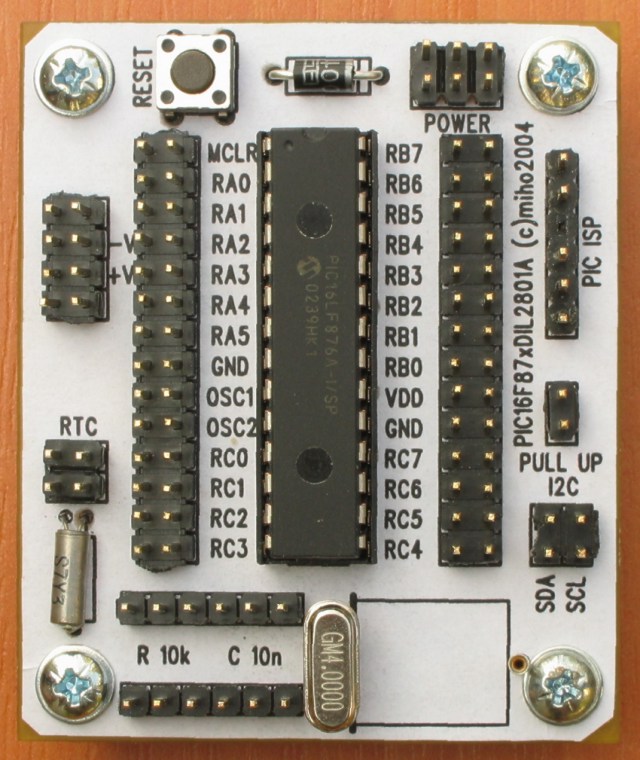 RESET
POWER
MCLR
RA0
RA1
RA2
RA3
RA4
RA5
GND
OSC1
OSC2
RC0
RC1
RC2
RC3
RB7
RB6
RB5
RB4
RB3
RB2
RB1
RB0
VDD
GND
RC7
RC6
RC5
RC4
-V
+V
PIC16LF876A-I/SP
0239HK1
PIC16F87xDIL2801A (c)miho2004
PIC ISP
PULL UP
I2C
SDA
SCL
RTC
R 10k
C 10n
GM4.0000